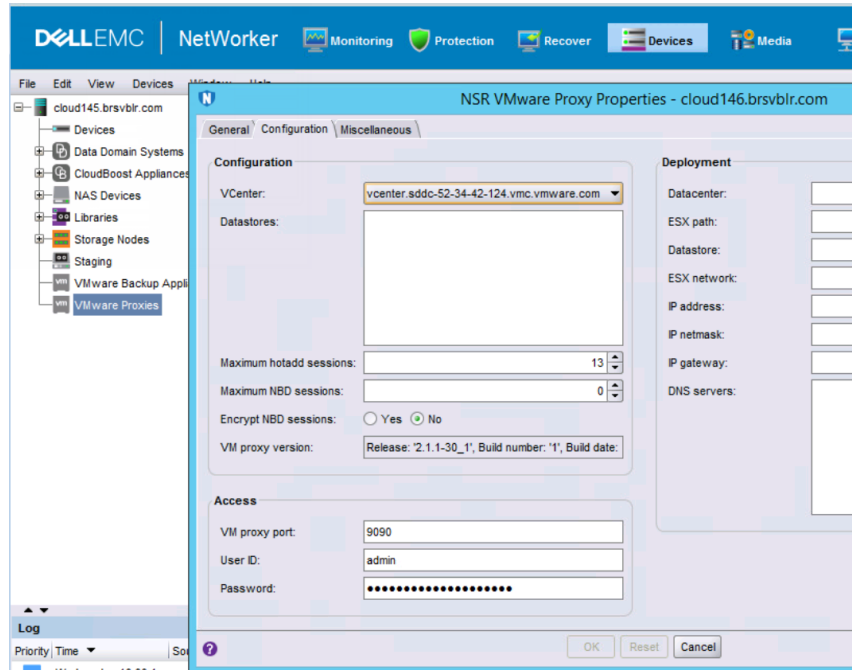 DELLEMC NetWorker Monitoring Protection Recover Devices Media
File Edit View Devices
NSR VMware Proxy Properties - cloud146.brsvblr.com
cloud145.brsvblr.com
Devices
Data Domain Systems
CloudBoost Appliances
NAS Devices
Libraries
Storage Nodes
Staging
VMware Backup Appli
VMware Proxies
General Configuration Miscellaneous
Configuration
VCenter: vcenter.sddc-52-34-42-124.vmc.vmware.com
Datastores:
Maximum hotadd sessions: 13
Maximum NBD sessions: 0
Encrypt NBD sessions: Yes No
VM proxy version: Release: '2.1.1-30_1', Build number: '1', Build date:
Access
VM proxy port: 9090
User ID: admin
Password: ••••••••••••••••••••
Deployment
Datacenter:
ESX path:
Datastore:
ESX network:
IP address:
IP netmask:
IP gateway:
DNS servers:
Log
Priority Time Sou
OK Reset Cancel